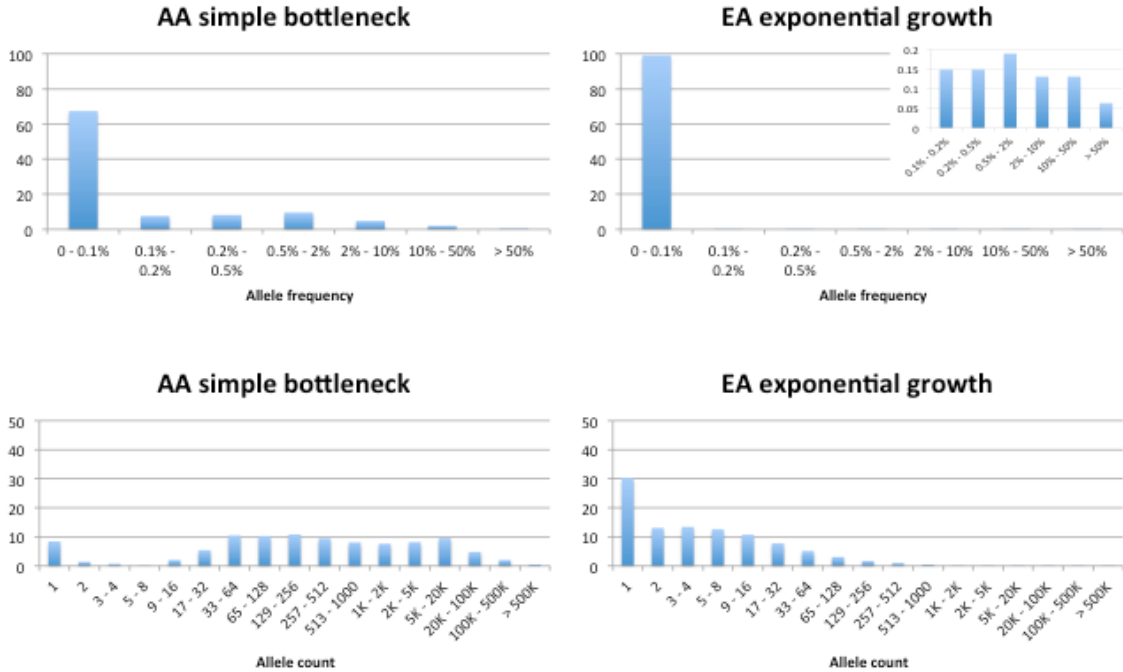 AA simple bottleneck
100
80
60
40
20
0
0 - 0.1%
0.1% -
0.2%
0.2% -
0.5%
0.5% - 2%
2% - 10%
10% - 50%
> 50%
Allele frequency
EA exponential growth
100
80
60
40
20
0
0 - 0.1%
0.1% -
0.2%
0.2% -
0.5%
0.5% - 2%
2% - 10%
10% - 50%
> 50%
Allele frequency
0.2
0.15
0.1
0.05
0
0.1% - 0.2%
0.2% - 0.5%
0.5% - 2%
2% - 10%
10% - 50%
> 50%
AA simple bottleneck
50
40
30
20
10
0
1
2
3 - 4
5 - 8
9 - 16
17 - 32
33 - 64
65 - 128
129 - 256
257 - 512
513 - 1000
1K - 2K
2K - 5K
5K - 20K
20K - 100K
100K - 500K
> 500K
Allele count
EA exponential growth
50
40
30
20
10
0
1
2
3 - 4
5 - 8
9 - 16
17 - 32
33 - 64
65 - 128
129 - 256
257 - 512
513 - 1000
1K - 2K
2K - 5K
5K - 20K
20K - 100K
100K - 500K
> 500K
Allele count